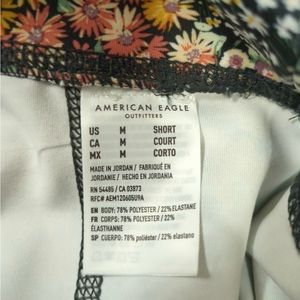 AMERICAN EAGLE
OUTFITTERS
US M SHORT
CA M COURT
MX M CORTO
MADE IN JORDAN / FABRIQUÉ EN
JORDANIE / HECHO EN JORDANIA
RN 54485 / CA 03873
RFC# AEM120605U9A
EN BODY: 78% POLYESTER / 22% ELASTANE
FR CORPS: 78% POLYESTER / 22%
ÉLASTHANNE
SP CUERPO: 78% poliéster / 22% elastano